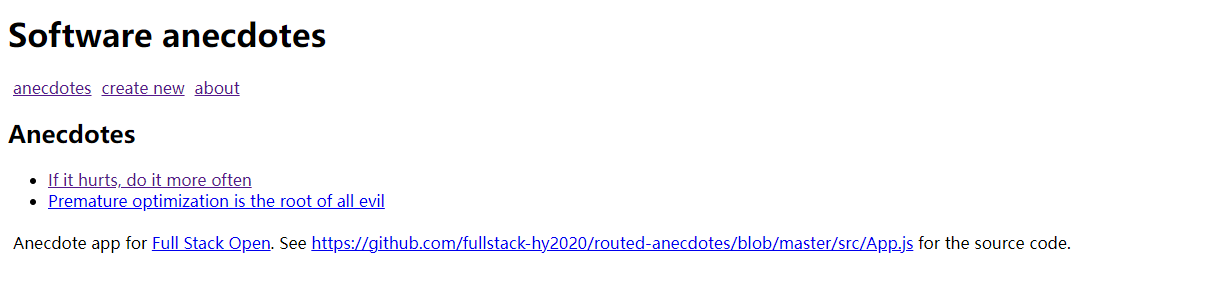 Software anecdotes
anecdotes create new about
Anecdotes
If it hurts, do it more often
Premature optimization is the root of all evil
Anecdote app for Full Stack Open. See https://github.com/fullstack-hy2020/routed-anecdotes/blob/master/src/App.js for the source code.